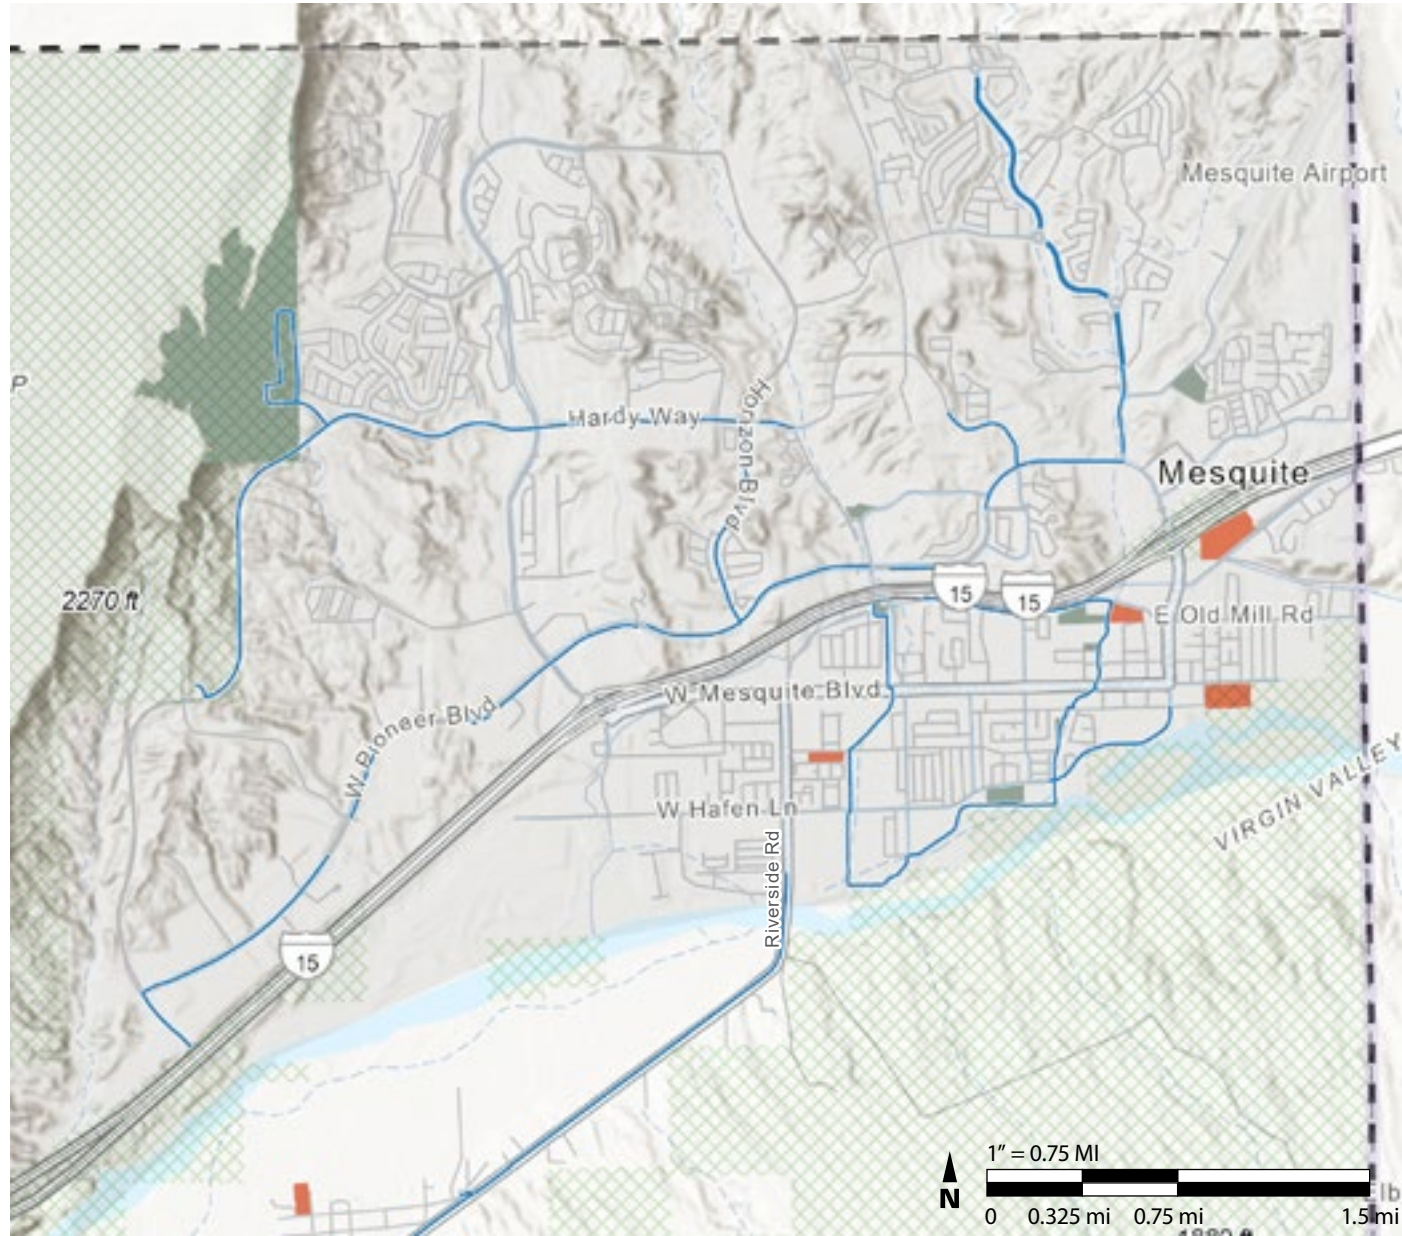 Mesquite Airport
P
Hardy Way
Horizon Blvd
Mesquite
2270 ft
15
15
E Old Mill Rd
W Mesquite Blvd
W Pioneer Blvd
W Hafen Ln
VIRGIN VALLEY
Riverside Rd
15
1” = 0.75 MI
N
0 0.325 mi 0.75 mi 1.5 mi